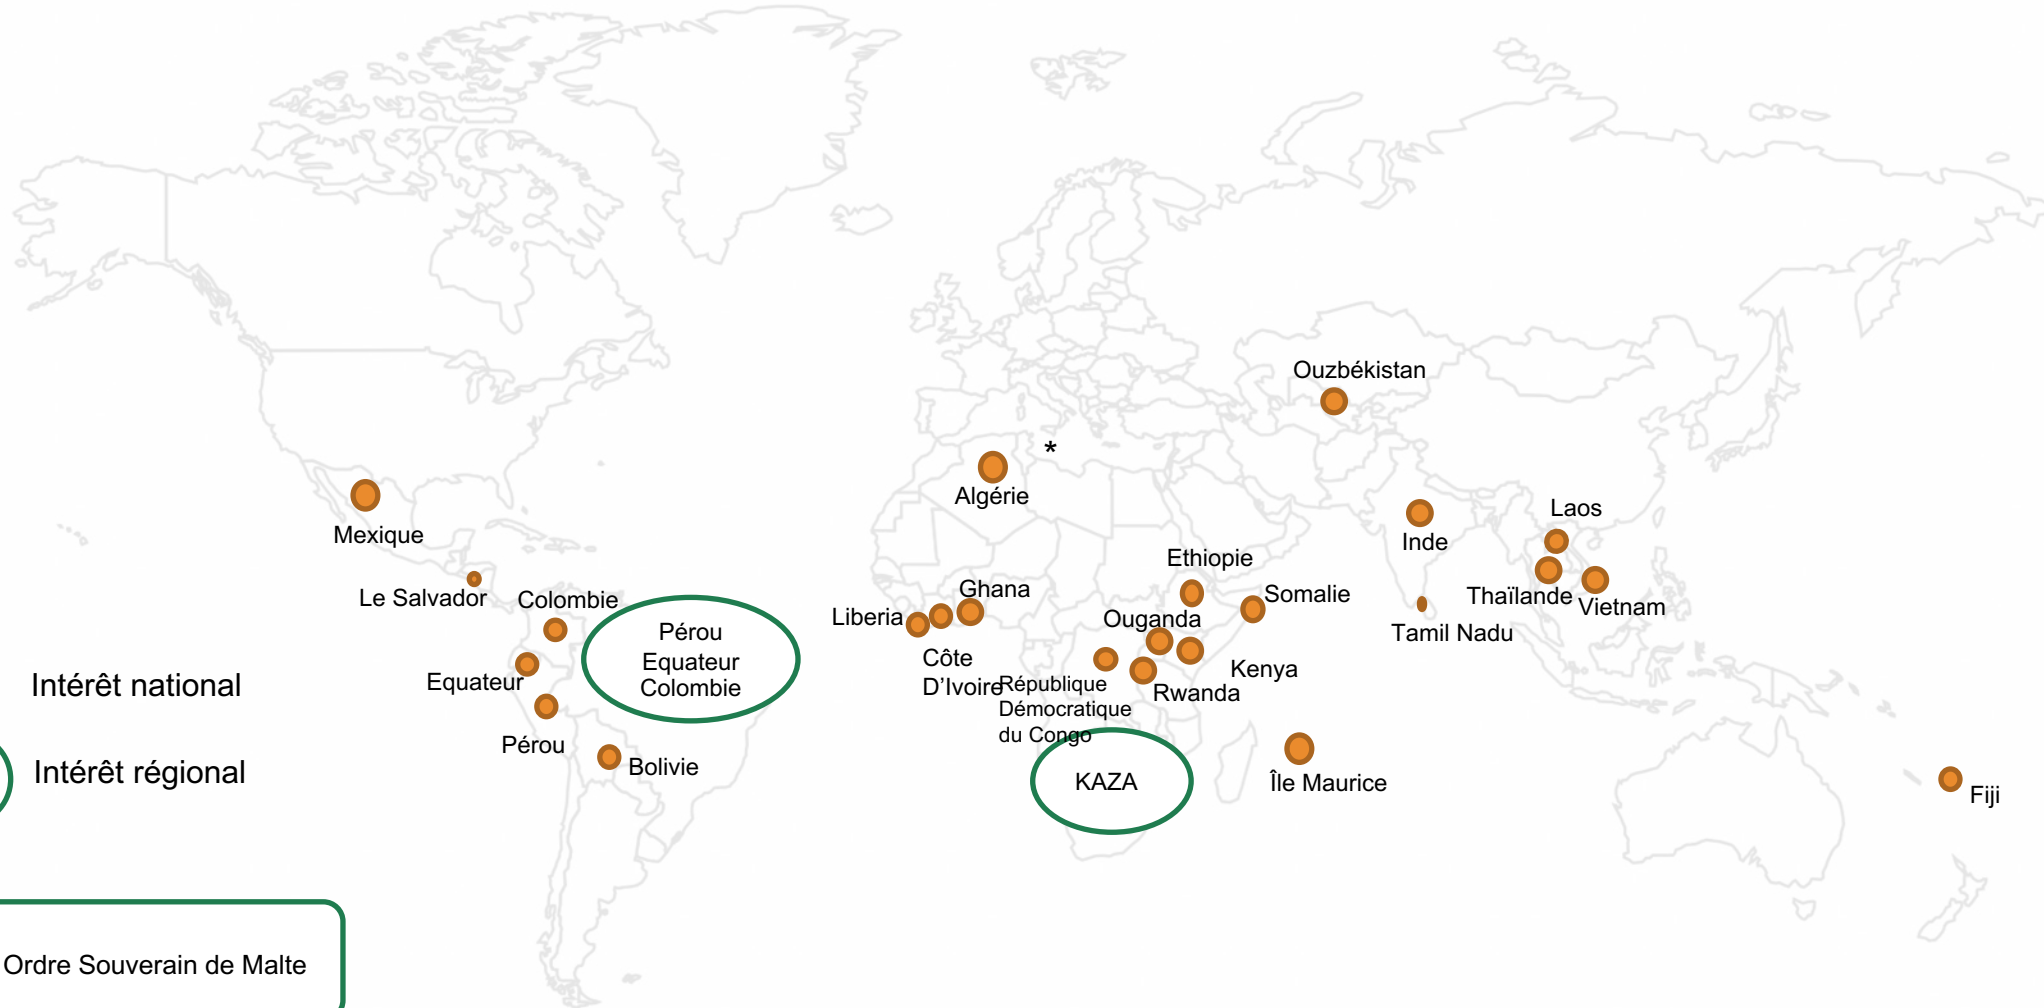 Ouzbékistan
*
Algérie
Mexique
Laos
Inde
Ethiopie
Ghana
Somalie
Thaïlande
Vietnam
Le Salvador
Colombie
Liberia
Ouganda
Tamil Nadu
Pérou
Equateur
Colombie
Côte
D’Ivoire
République
Démocratique
du Congo
Kenya
Rwanda
Equateur
Intérêt national
Pérou
Bolivie
Intérêt régional
KAZA
Île Maurice
Fiji
Ordre Souverain de Malte